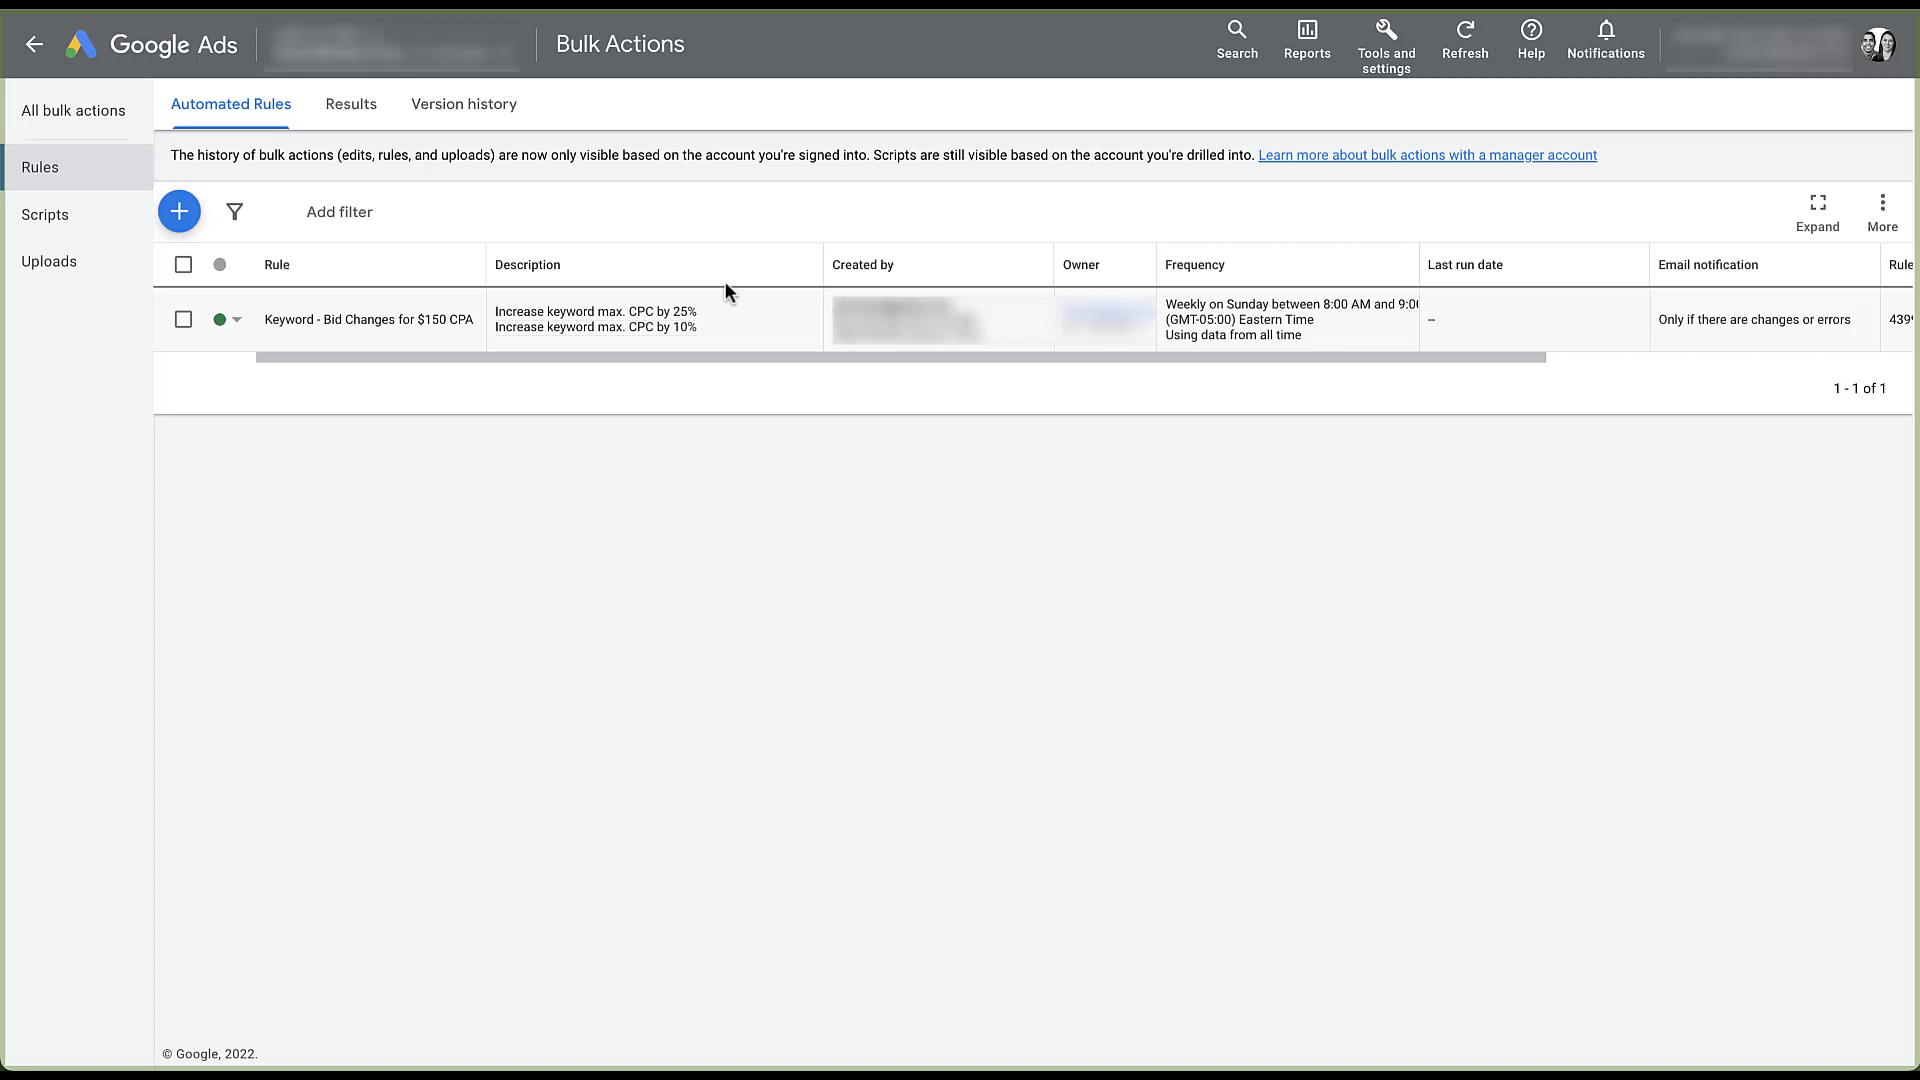 Google Ads
Bulk Actions
Search
Reports
Tools and
settings
Refresh
Help
Notifications
All bulk actions
Rules
Scripts
Uploads
Automated Rules
Results
Version history
The history of bulk actions (edits, rules, and uploads) are now only visible based on the account you're signed into. Scripts are still visible based on the account you're drilled into. Learn more about bulk actions with a manager account
Add filter
Expand
More
Rule
Description
Created by
Owner
Frequency
Last run date
Email notification
Rule
Keyword - Bid Changes for $150 CPA
Increase keyword max. CPC by 25%
Increase keyword max. CPC by 10%
Weekly on Sunday between 8:00 AM and 9:00
(GMT-05:00) Eastern Time
Using data from all time
--
Only if there are changes or errors
439
1 - 1 of 1
© Google, 2022.